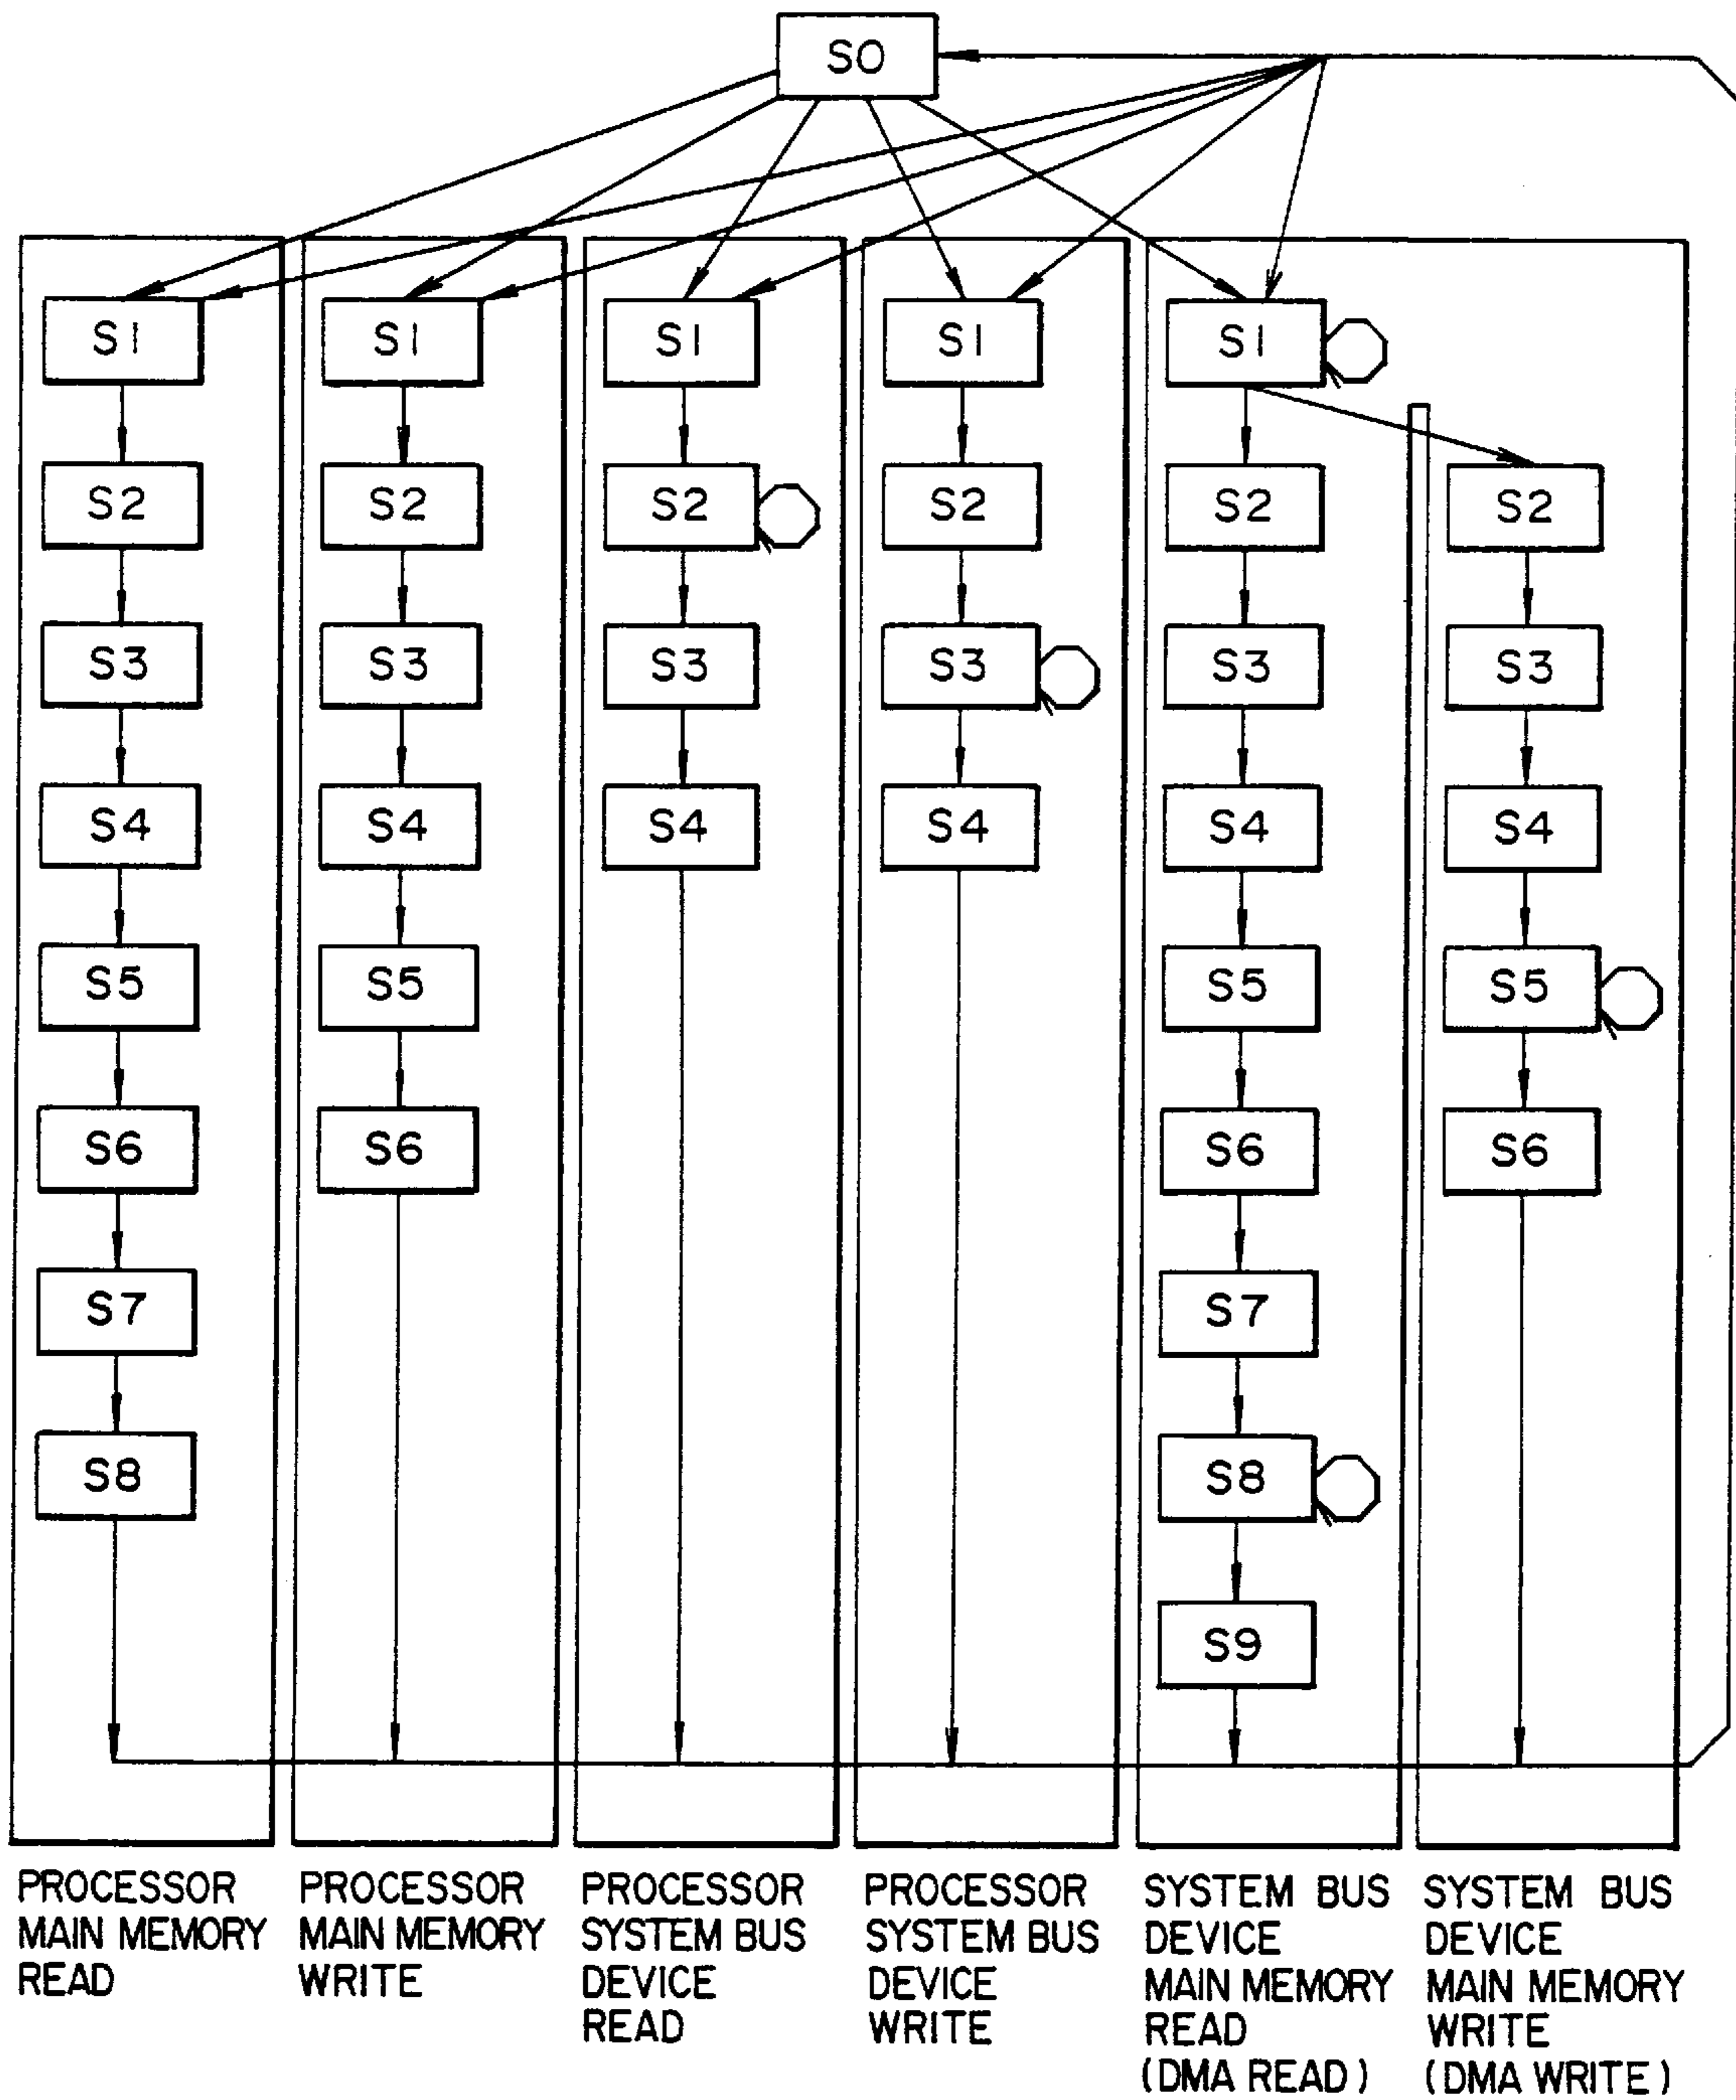 S0
S1 S1 S1 S1 S1
S2 S2 S2 S2 S2 S2
S3 S3 S3 S3 S3 S3
S4 S4 S4 S4 S4 S4
S5 S5 S5 S5
S6 S6 S6 S6
S7 S7
S8 S8
S9
PROCESSOR
MAIN MEMORY
READ
PROCESSOR
MAIN MEMORY
WRITE
PROCESSOR
SYSTEM BUS
DEVICE
READ
PROCESSOR
SYSTEM BUS
DEVICE
WRITE
SYSTEM BUS
DEVICE
MAIN MEMORY
READ
(DMA READ)
SYSTEM BUS
DEVICE
MAIN MEMORY
WRITE
(DMA WRITE)